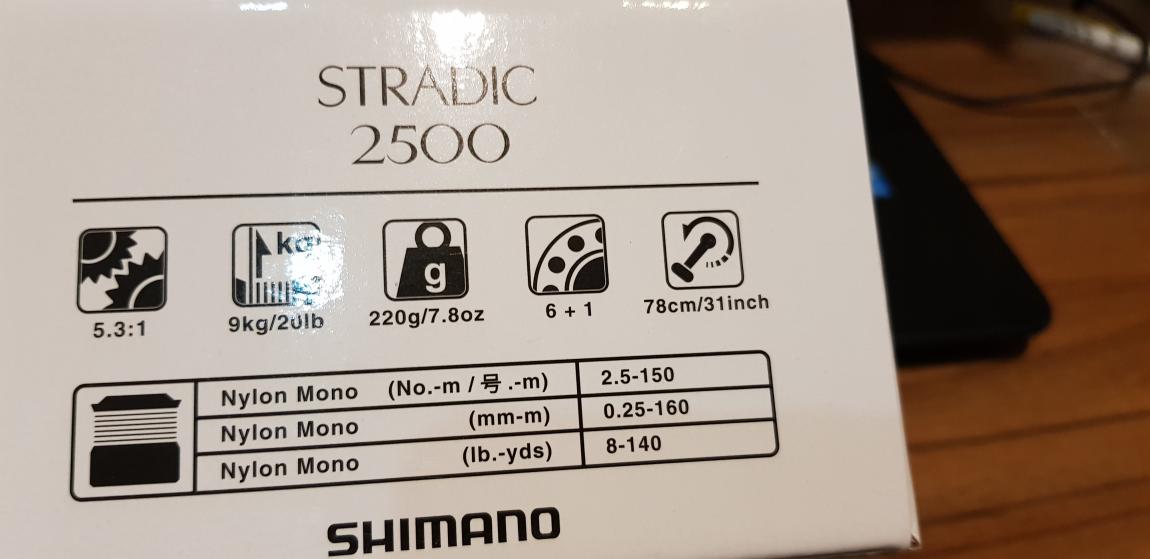 STRADIC
2500
kg
g
5.3:1
9kg/20lb
220g/7.8oz
6 + 1
78cm/31inch
Nylon Mono (No.-m / 号 .-m) 2.5-150
Nylon Mono (mm-m) 0.25-160
Nylon Mono (lb.-yds) 8-140
SHIMANO